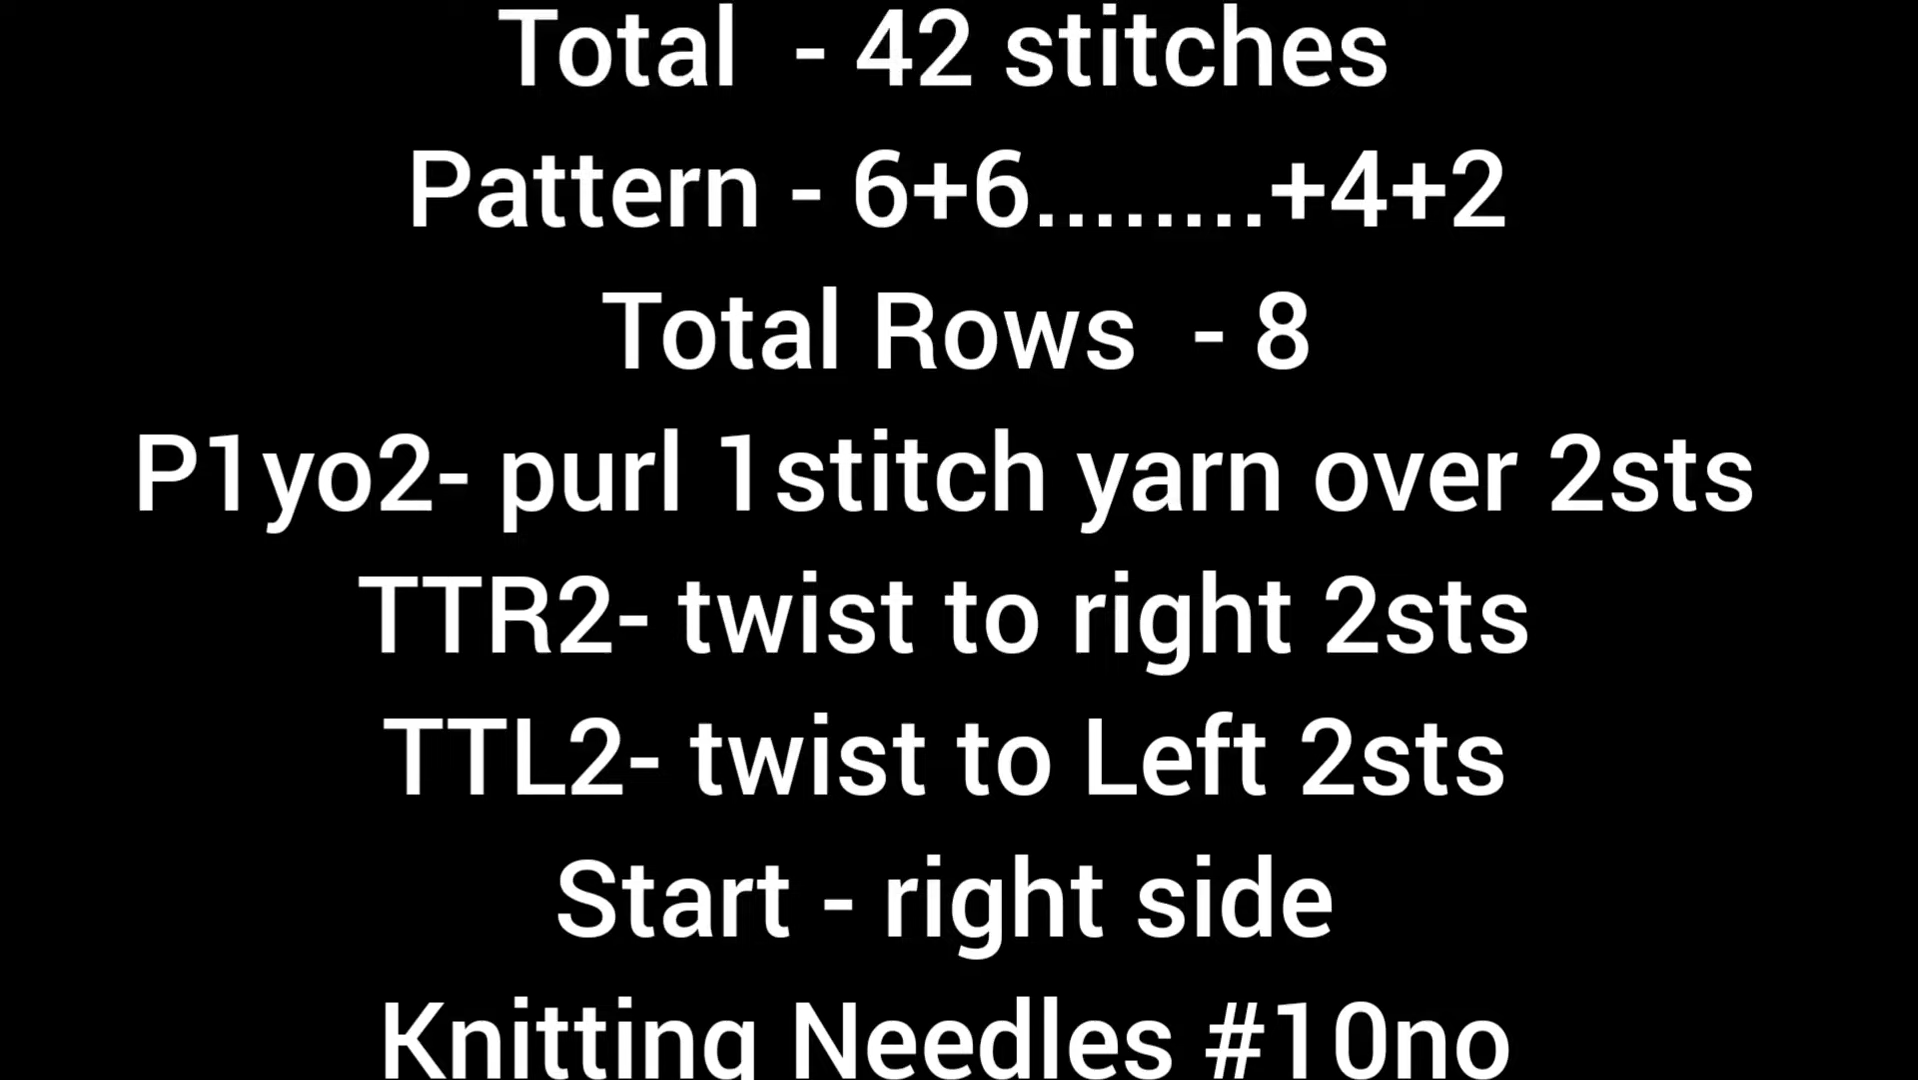 Total  - 42 stitches
Pattern - 6+6........+4+2
Total Rows  - 8
P1yo2- purl 1stitch yarn over 2sts
TTR2- twist to right 2sts
TTL2- twist to Left 2sts
Start - right side
Knitting Needles #10no